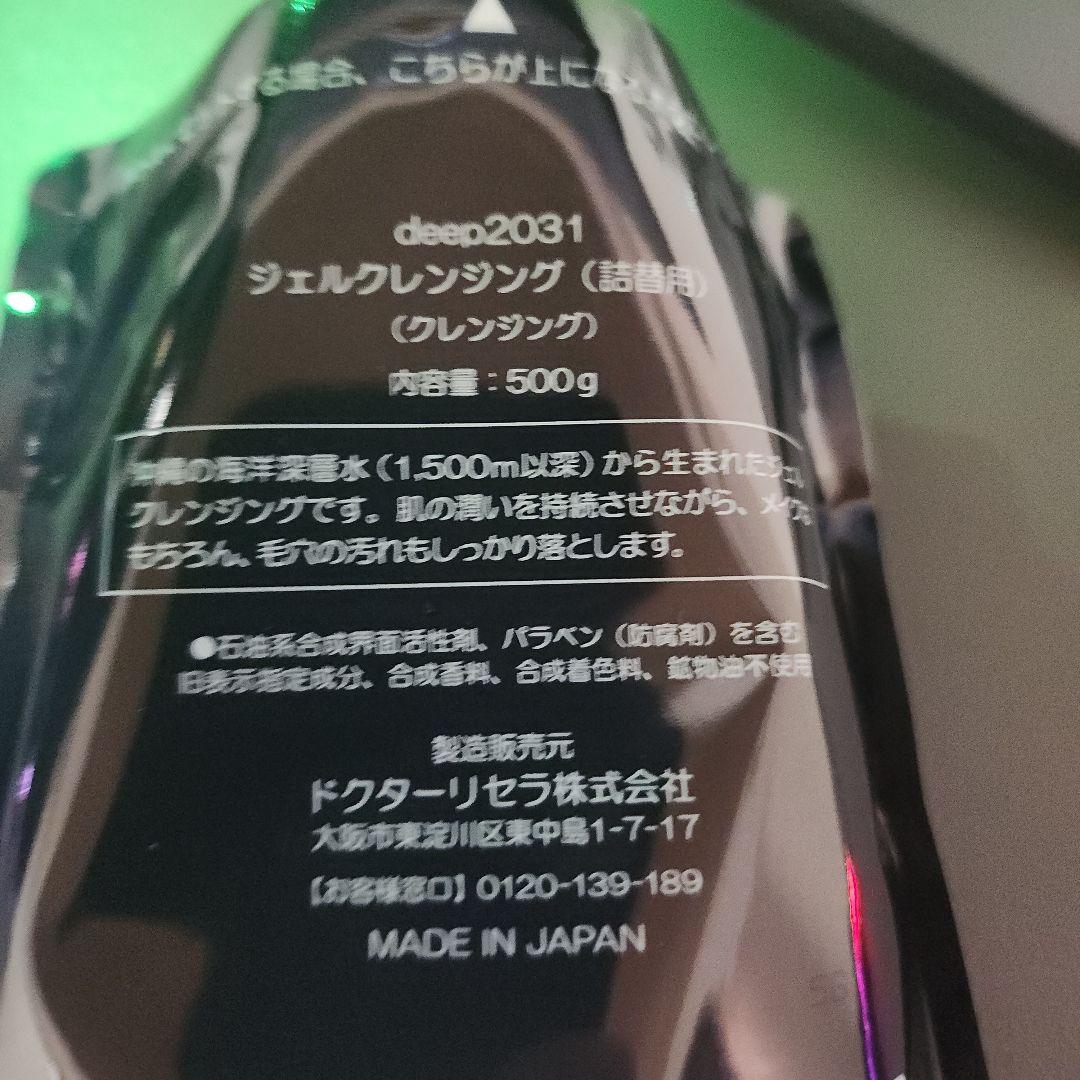 場合、こちらが上に
deep2031
ジェルクレンジング（詰替用）
（クレンジング）
内容量：500g
沖縄の海洋深層水（1,500m以深）から生まれたジェル
クレンジングです。肌の潤いを持続させながら、メイクは
もちろん、毛穴の汚れもしっかり落とします。
●石油系合成界面活性剤、パラベン（防腐剤）を含む
旧表示指定成分、合成香料、合成着色料、鉱物油不使用
製造販売元
ドクターリセラ株式会社
大阪市東淀川区東中島1-7-17
【お客様窓口】0120-139-189
MADE IN JAPAN